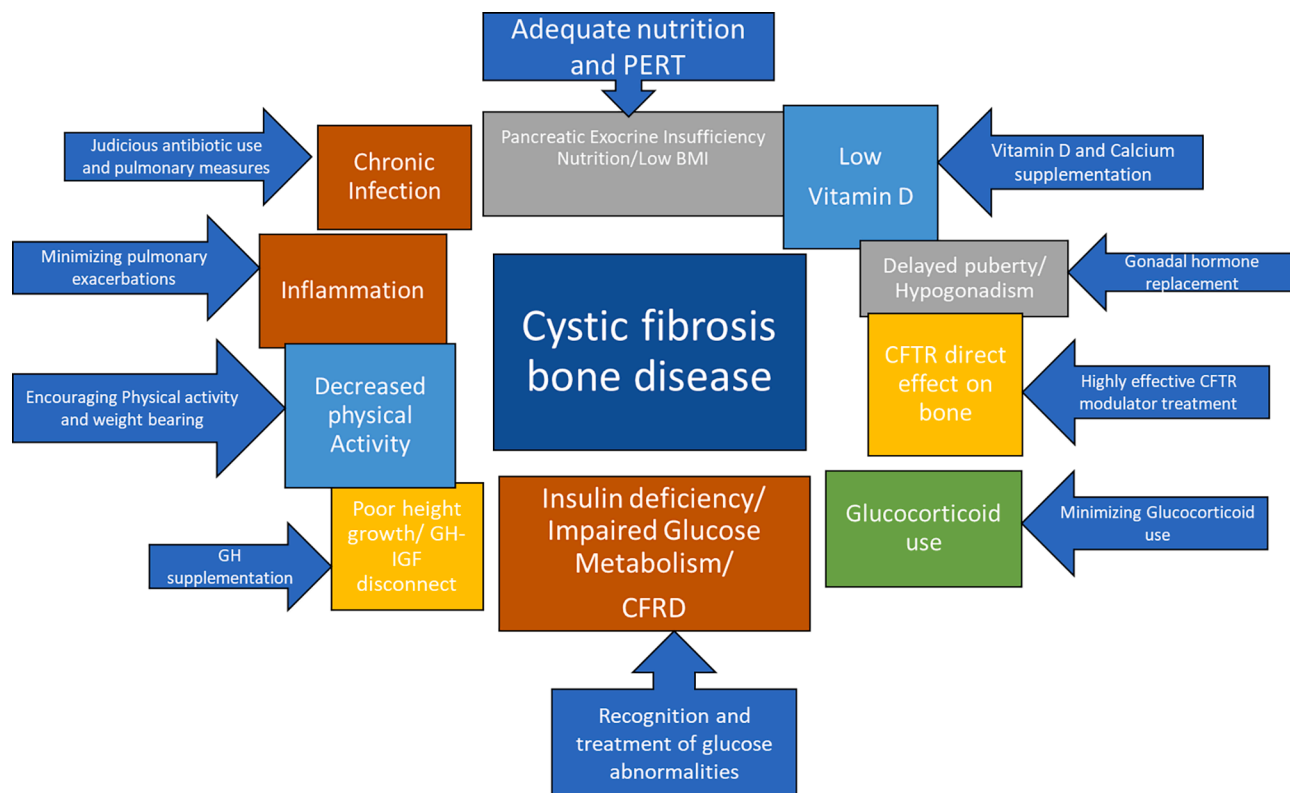 Adequate nutrition
and PERT
Judicious antibiotic use
and pulmonary measures
Chronic
Infection
Pancreatic Exocrine Insufficiency
Nutrition/Low BMI
Low
Vitamin D
Vitamin D and Calcium
supplementation
Minimizing pulmonary
exacerbations
Inflammation
Delayed puberty/
Hypogonadism
Gonadal hormone
replacement
Cystic fibrosis
bone disease
Encouraging Physical activity
and weight bearing
Decreased
physical
Activity
CFTR direct
effect on
bone
Highly effective CFTR
modulator treatment
GH
supplementation
Poor height
growth/ GH-
IGF
disconnect
Insulin deficiency/
Impaired Glucose
Metabolism/
CFRD
Glucocorticoid
use
Minimizing Glucocorticoid
use
Recognition and
treatment of glucose
abnormalities